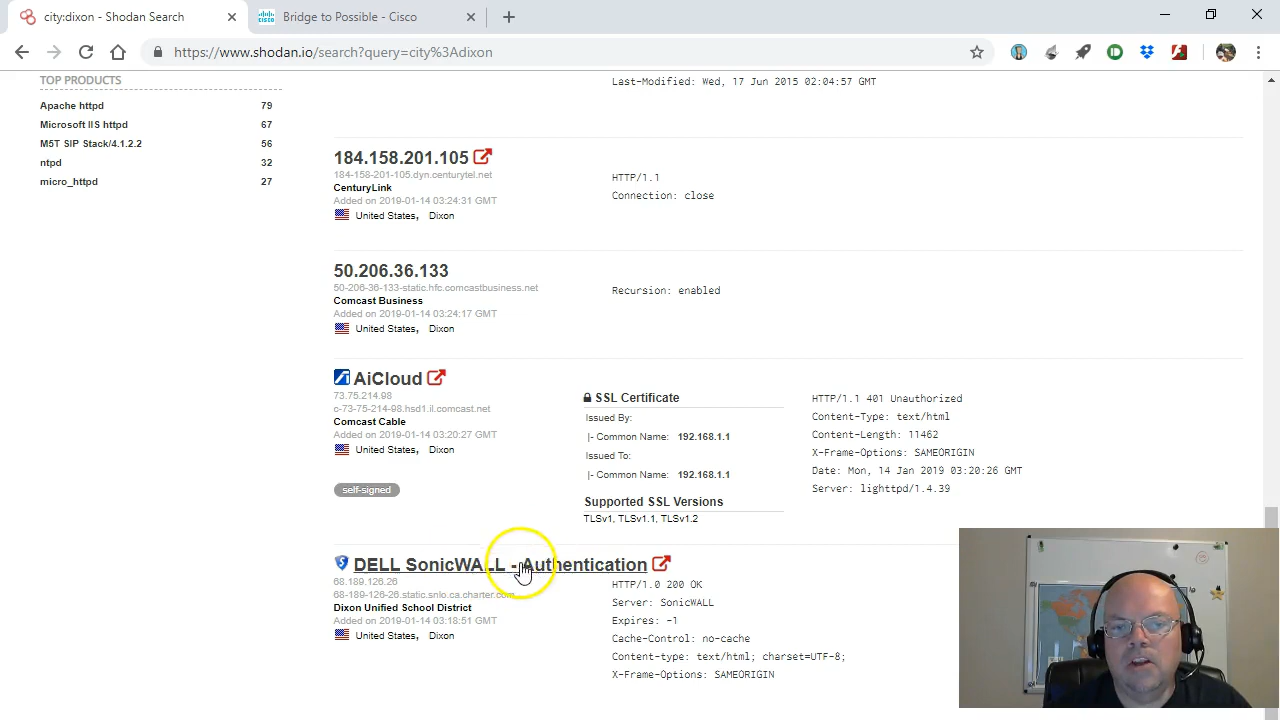 city:dixon - Shodan Search
Bridge to Possible - Cisco
https://www.shodan.io/search?query=city%3Adixon
TOP PRODUCTS
Apache httpd 79
Microsoft IIS httpd 67
M5T SIP Stack/4.1.2.2 56
ntpd 32
micro_httpd 27
Last-Modified: Wed, 17 Jun 2015 02:04:57 GMT
184.158.201.105
184-158-201-105.dyn.centurytel.net
CenturyLink
Added on 2019-01-14 03:24:31 GMT
United States, Dixon
HTTP/1.1
Connection: close
50.206.36.133
50-206-36-133-static.hfc.comcastbusiness.net
Comcast Business
Added on 2019-01-14 03:24:17 GMT
United States, Dixon
Recursion: enabled
AiCloud
73.75.214.98
c-73-75-214-98.hsd1.il.comcast.net
Comcast Cable
Added on 2019-01-14 03:20:27 GMT
United States, Dixon
self-signed
SSL Certificate
Issued By:
|- Common Name: 192.168.1.1
Issued To:
|- Common Name: 192.168.1.1
Supported SSL Versions
TLSv1, TLSv1.1, TLSv1.2
HTTP/1.1 401 Unauthorized
Content-Type: text/html
Content-Length: 11462
X-Frame-Options: SAMEORIGIN
Date: Mon, 14 Jan 2019 03:20:26 GMT
Server: lighttpd/1.4.39
DELL SonicWALL - Authentication
68.189.126.26
68-189-126-26.static.snlo.ca.charter.com
Dixon Unified School District
Added on 2019-01-14 03:18:51 GMT
United States, Dixon
HTTP/1.0 200 OK
Server: SonicWALL
Expires: -1
Cache-Control: no-cache
Content-type: text/html; charset=UTF-8;
X-Frame-Options: SAMEORIGIN